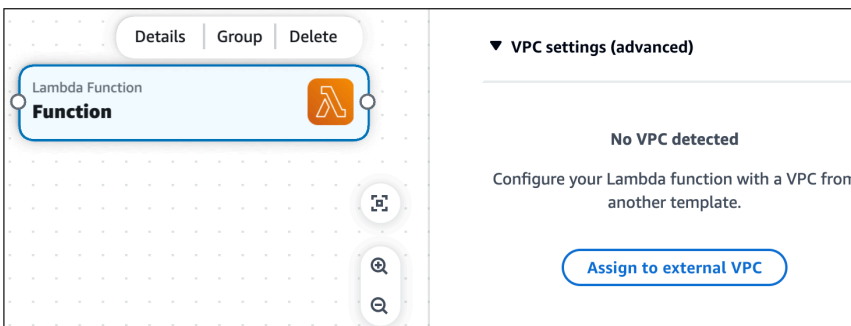 Details Group Delete
Lambda Function
Function
VPC settings (advanced)
No VPC detected
Configure your Lambda function with a VPC from
another template.
Assign to external VPC